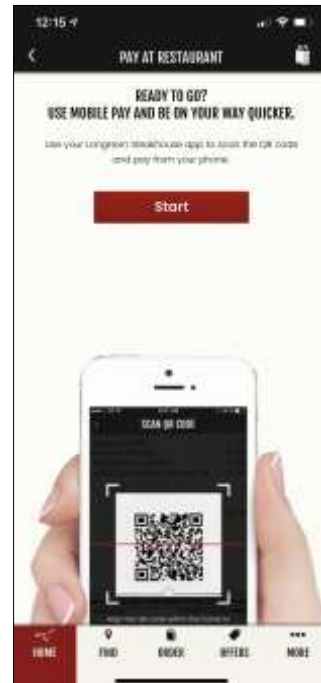 12:15
PAY AT RESTAURANT
READY TO GO?
USE MOBILE PAY AND BE ON YOUR WAY QUICKER.
Use your Longhorn Steakhouse app to scan the QR code
and pay from your phone.
Start
SCAN QR CODE
HOME FIND ORDER OFFERS MORE